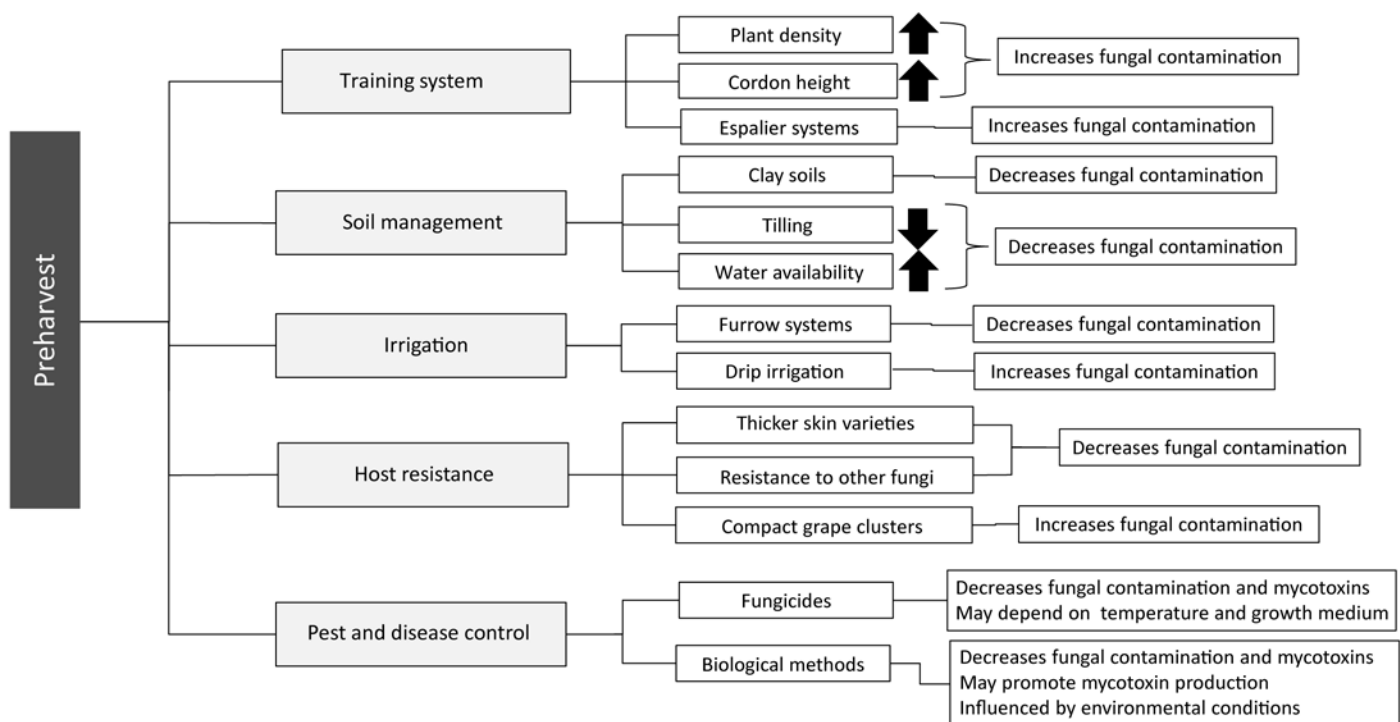 Preharvest
Training system
Plant density
Cordon height
Increases fungal contamination
Espalier systems
Increases fungal contamination
Soil management
Clay soils
Decreases fungal contamination
Tilling
Water availability
Decreases fungal contamination
Irrigation
Furrow systems
Decreases fungal contamination
Drip irrigation
Increases fungal contamination
Host resistance
Thicker skin varieties
Resistance to other fungi
Decreases fungal contamination
Compact grape clusters
Increases fungal contamination
Pest and disease control
Fungicides
Decreases fungal contamination and mycotoxins
May depend on temperature and growth medium
Biological methods
Decreases fungal contamination and mycotoxins
May promote mycotoxin production
Influenced by environmental conditions